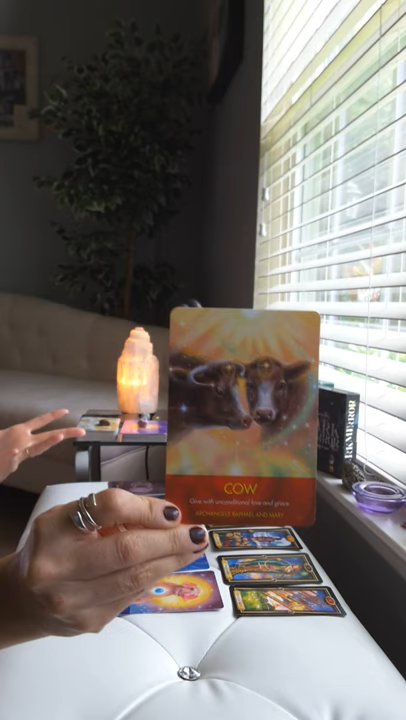 COW
Give with unconditional love and grace.
ARCHANGELS RAPHAEL AND MARY